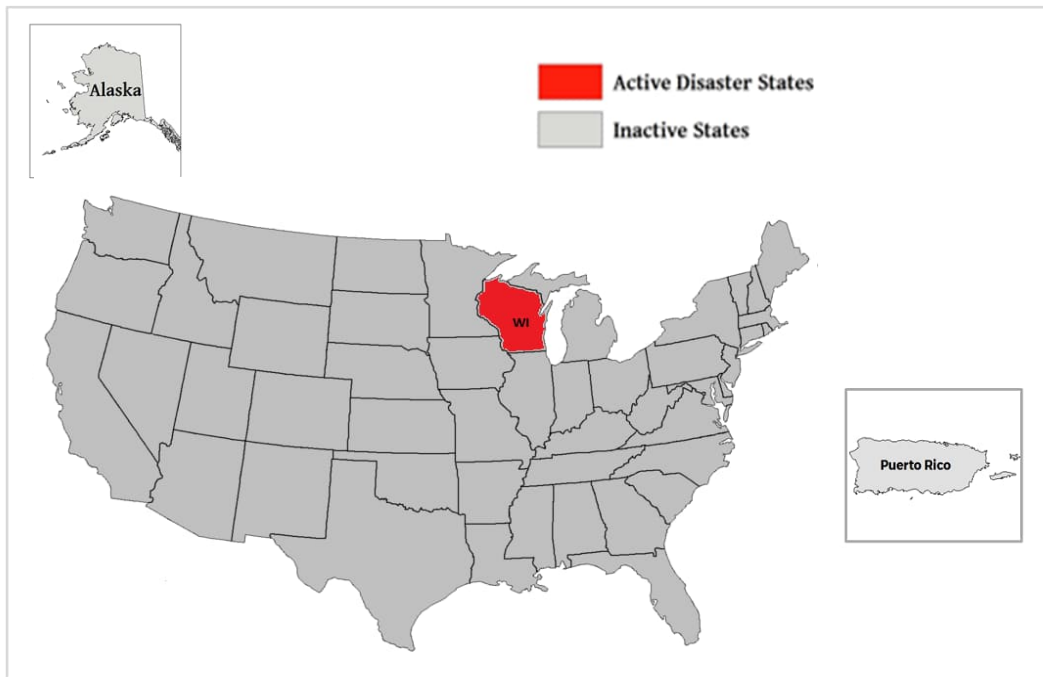 Alaska
Active Disaster States
Inactive States
WI
Puerto Rico